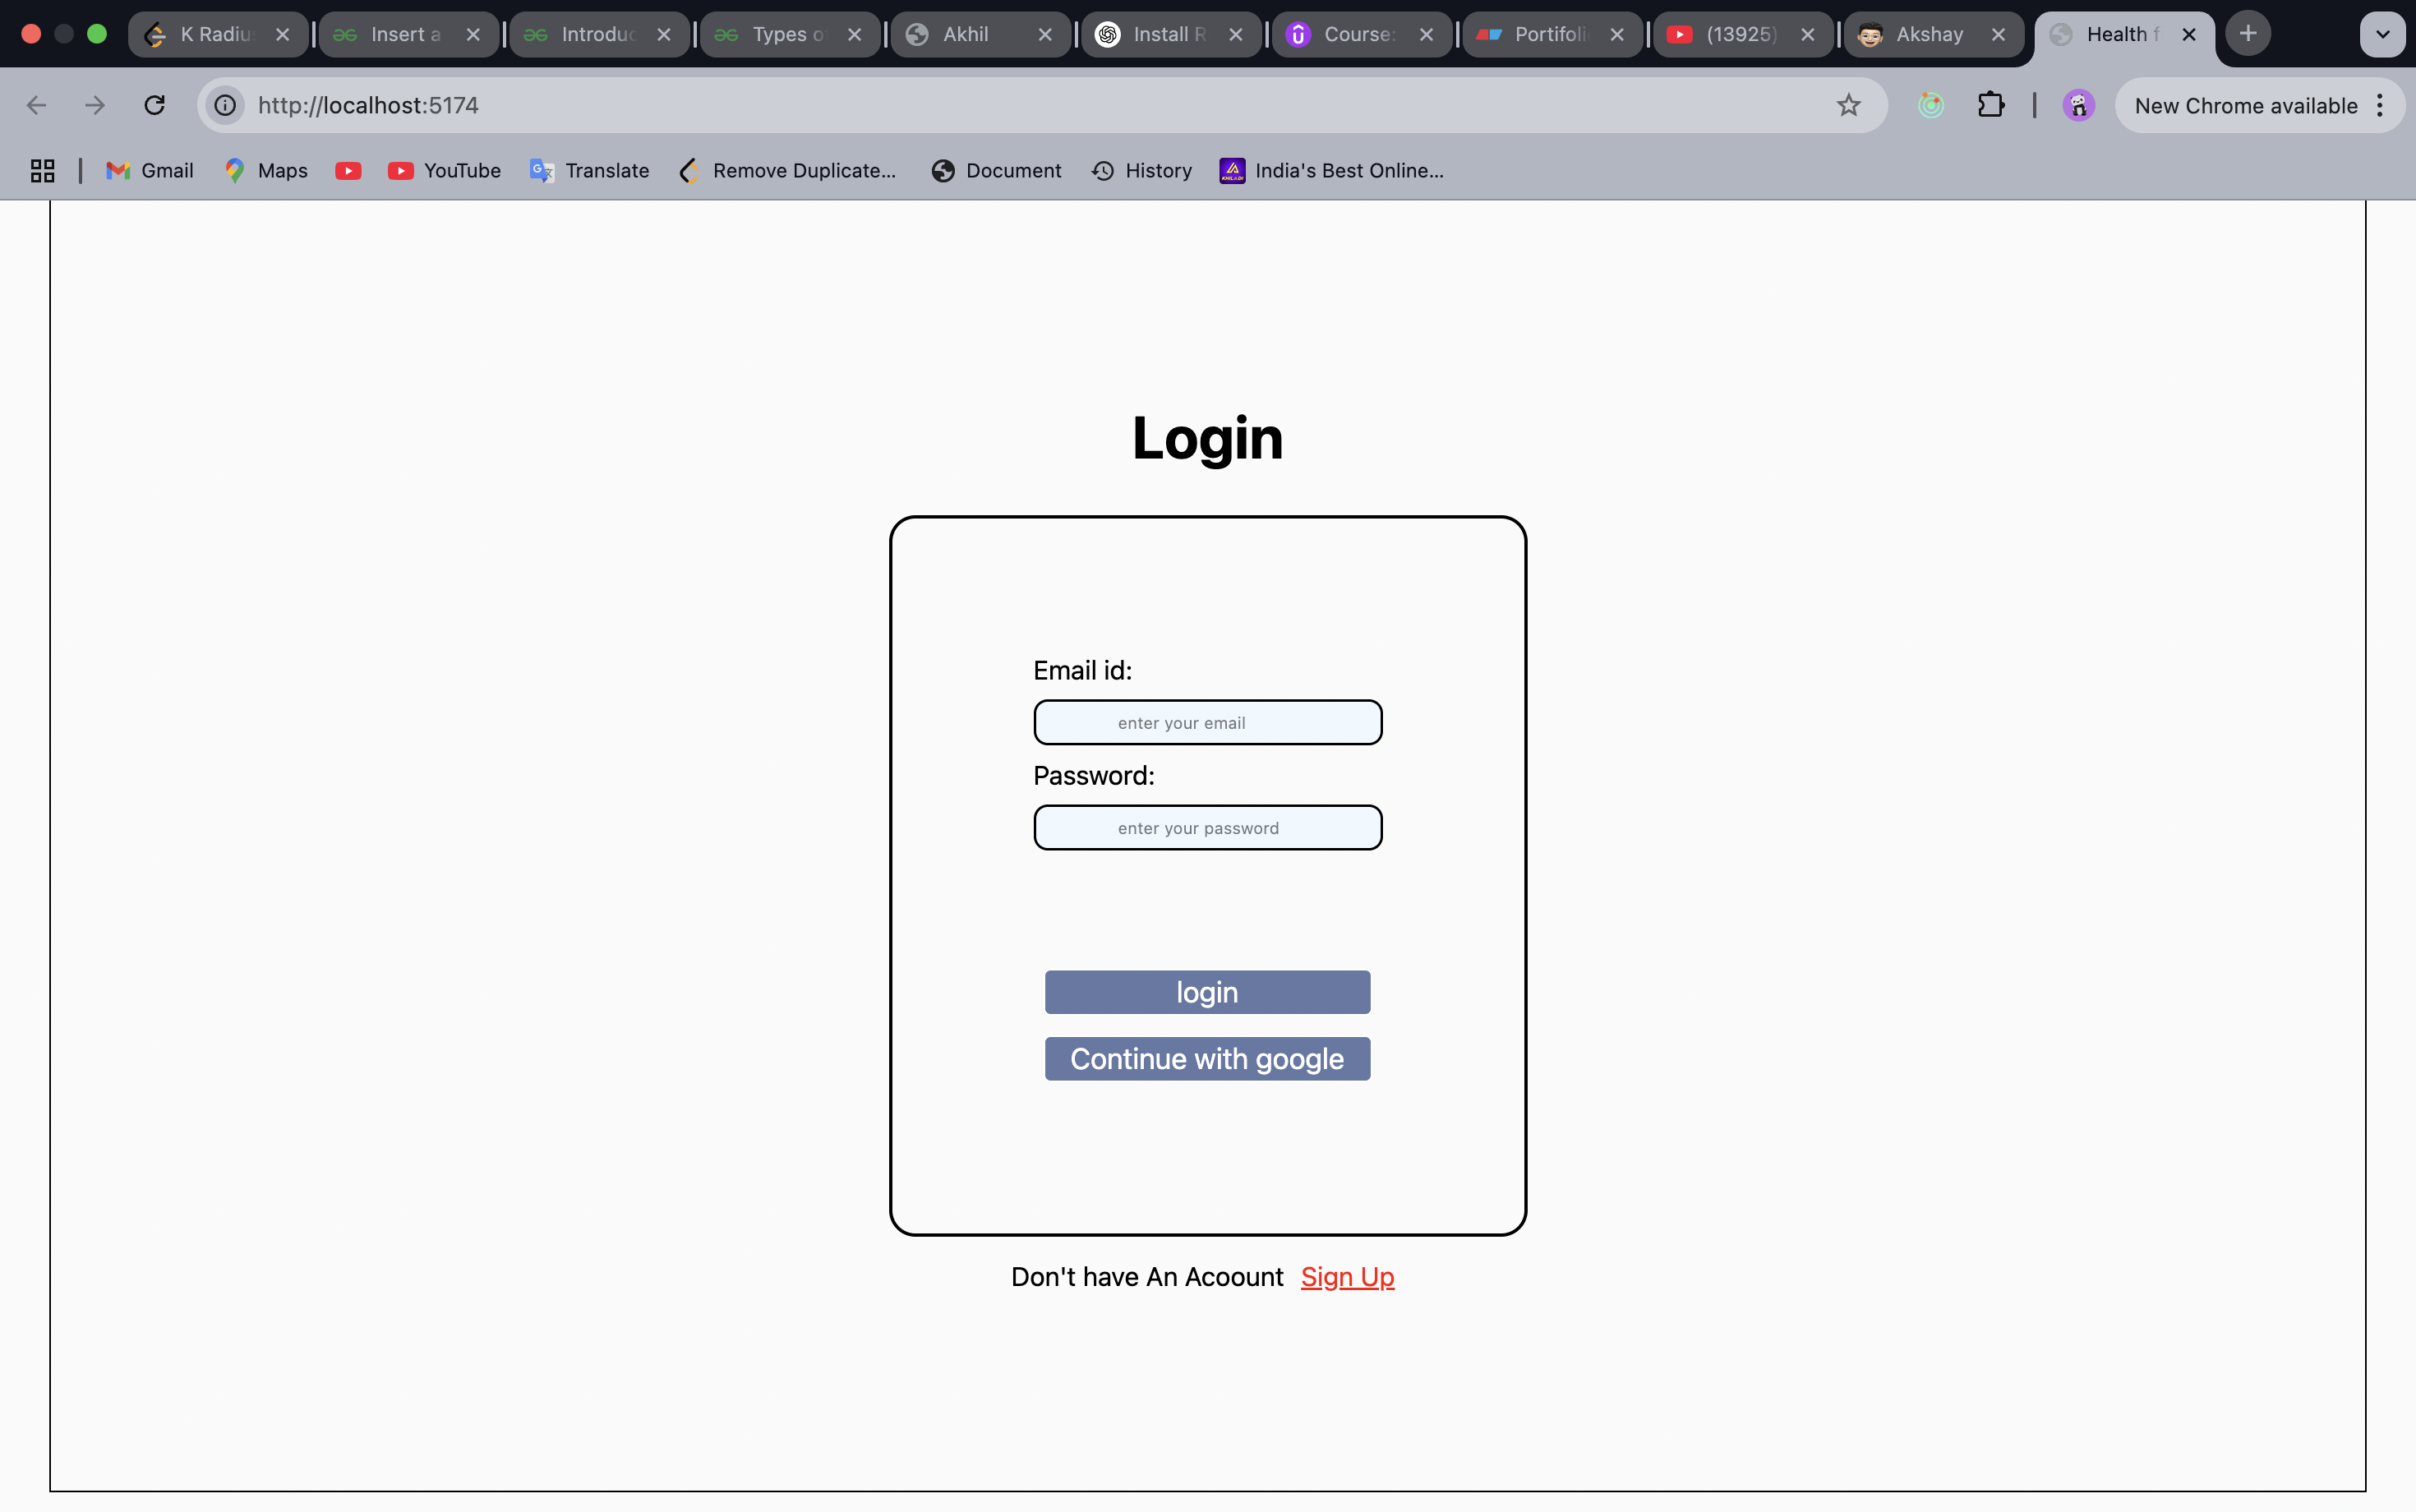 K Radiu
Insert a
Introduc
Types o
Akhil
Install R
Course:
Portifoli
(13925)
Akshay
Health f
http://localhost:5174
New Chrome available
Gmail
Maps
YouTube
Translate
Remove Duplicate...
Document
History
India's Best Online...
Login
Email id:
enter your email
Password:
enter your password
login
Continue with google
Don't have An Acoount Sign Up